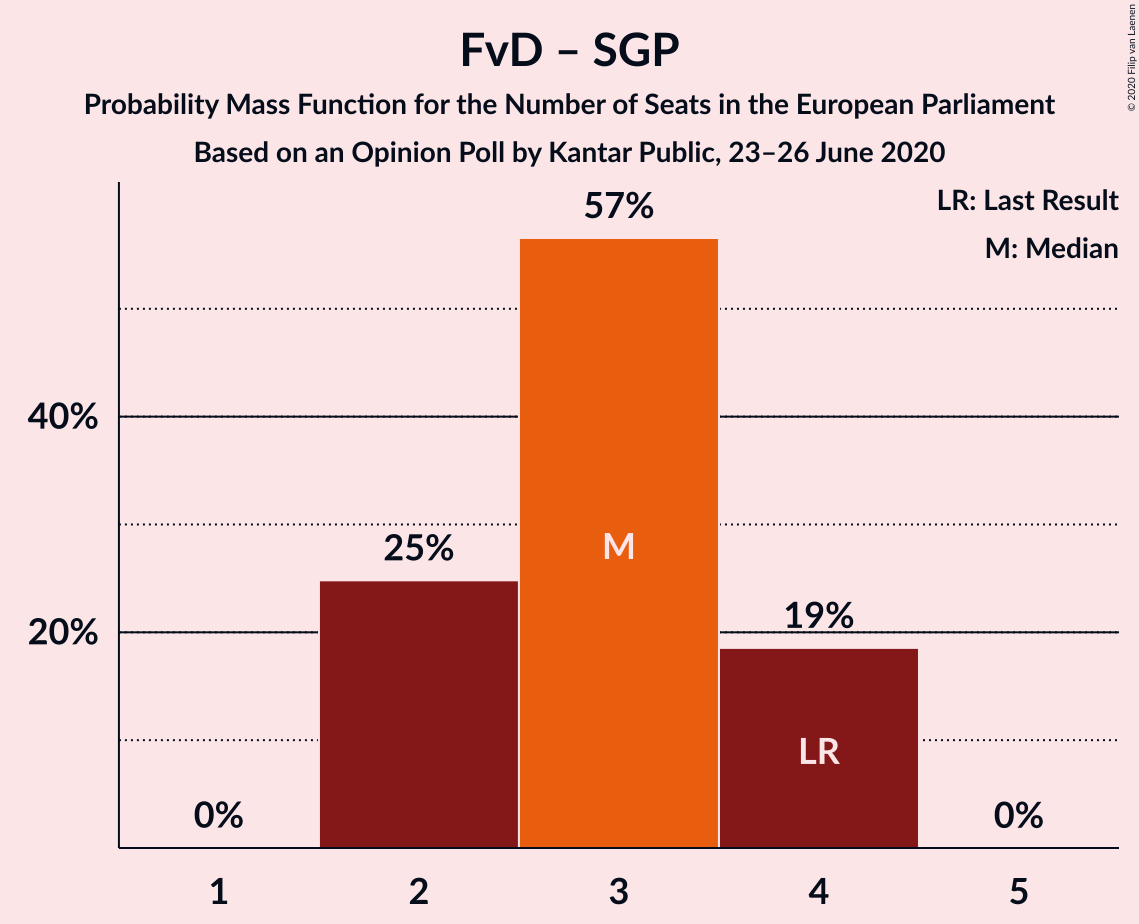 FvD – SGP
Probability Mass Function for the Number of Seats in the European Parliament
Based on an Opinion Poll by Kantar Public, 23–26 June 2020
© 2020 Filip van Laenen
LR: Last Result
M: Median
57%
40%
25%
M
20%
19%
LR
0%
0%
1 2 3 4 5